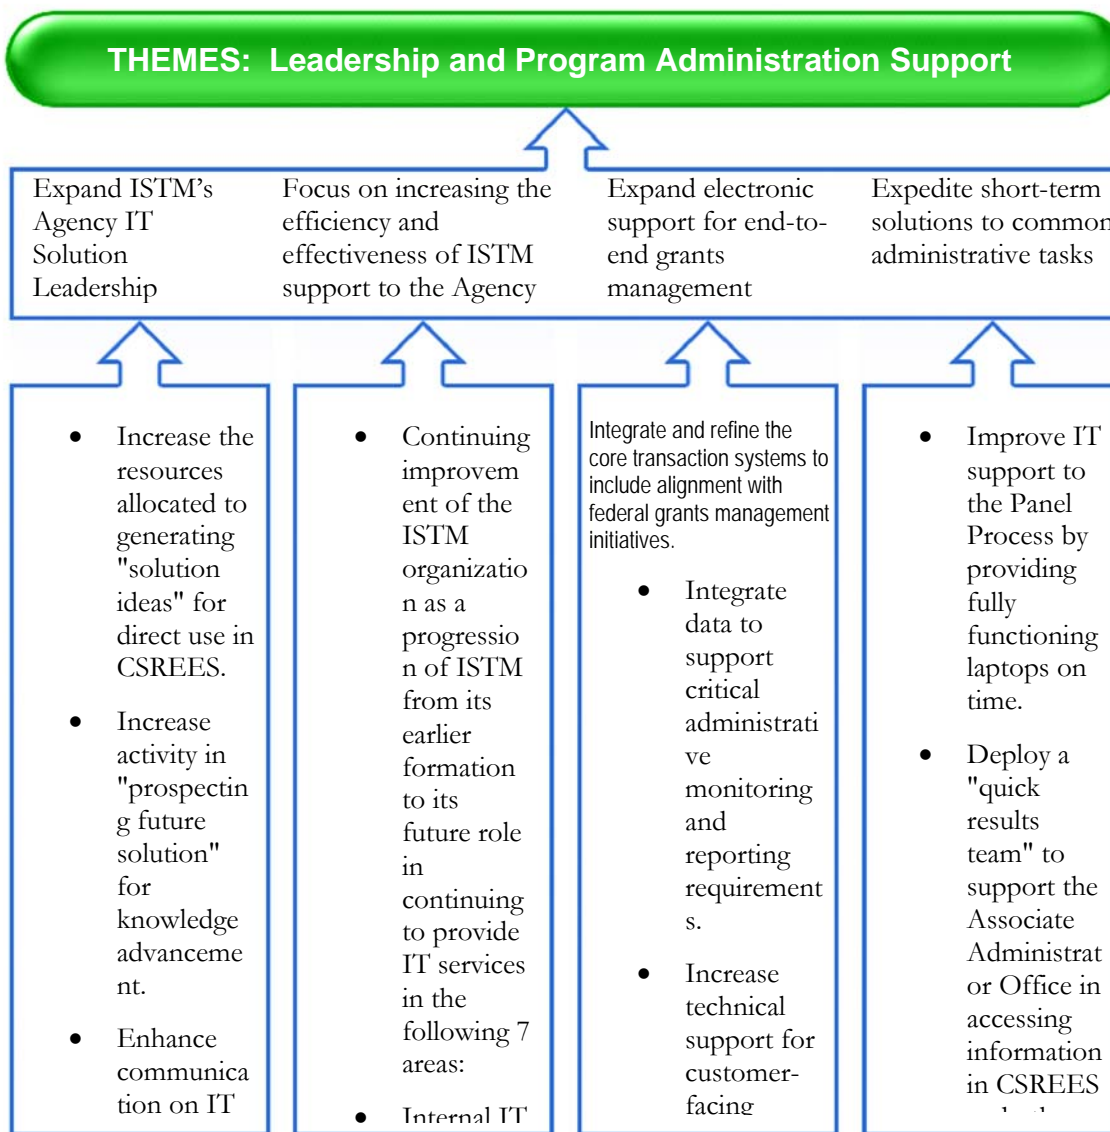 THEMES:  Leadership and Program Administration Support
Expand ISTM's
Agency IT
Solution
Leadership
Focus on increasing the
efficiency and
effectiveness of ISTM
support to the Agency
Expand electronic
support for end-to-
end grants
management
Expedite short-term
solutions to common
administrative tasks
• Increase the
resources
allocated to
generating
"solution
ideas" for
direct use in
CSREES.
• Increase
activity in
"prospectin
g future
solution"
for
knowledge
advanceme
nt.
• Enhance
communica
tion on IT
• Continuing
improvem
ent of the
ISTM
organizatio
n as a
progressio
n of ISTM
from its
earlier
formation
to its
future role
in
continuing
to provide
IT services
in the
following 7
areas:
• Internal IT
Integrate and refine the
core transaction systems to
include alignment with
federal grants management
initiatives.
• Integrate
data to
support
critical
administrati
ve
monitoring
and
reporting
requirement
s.
• Increase
technical
support for
customer-
facing
• Improve IT
support to
the Panel
Process by
providing
fully
functioning
laptops on
time.
• Deploy a
"quick
results
team" to
support the
Associate
Administrat
or Office in
accessing
information
in CSREES